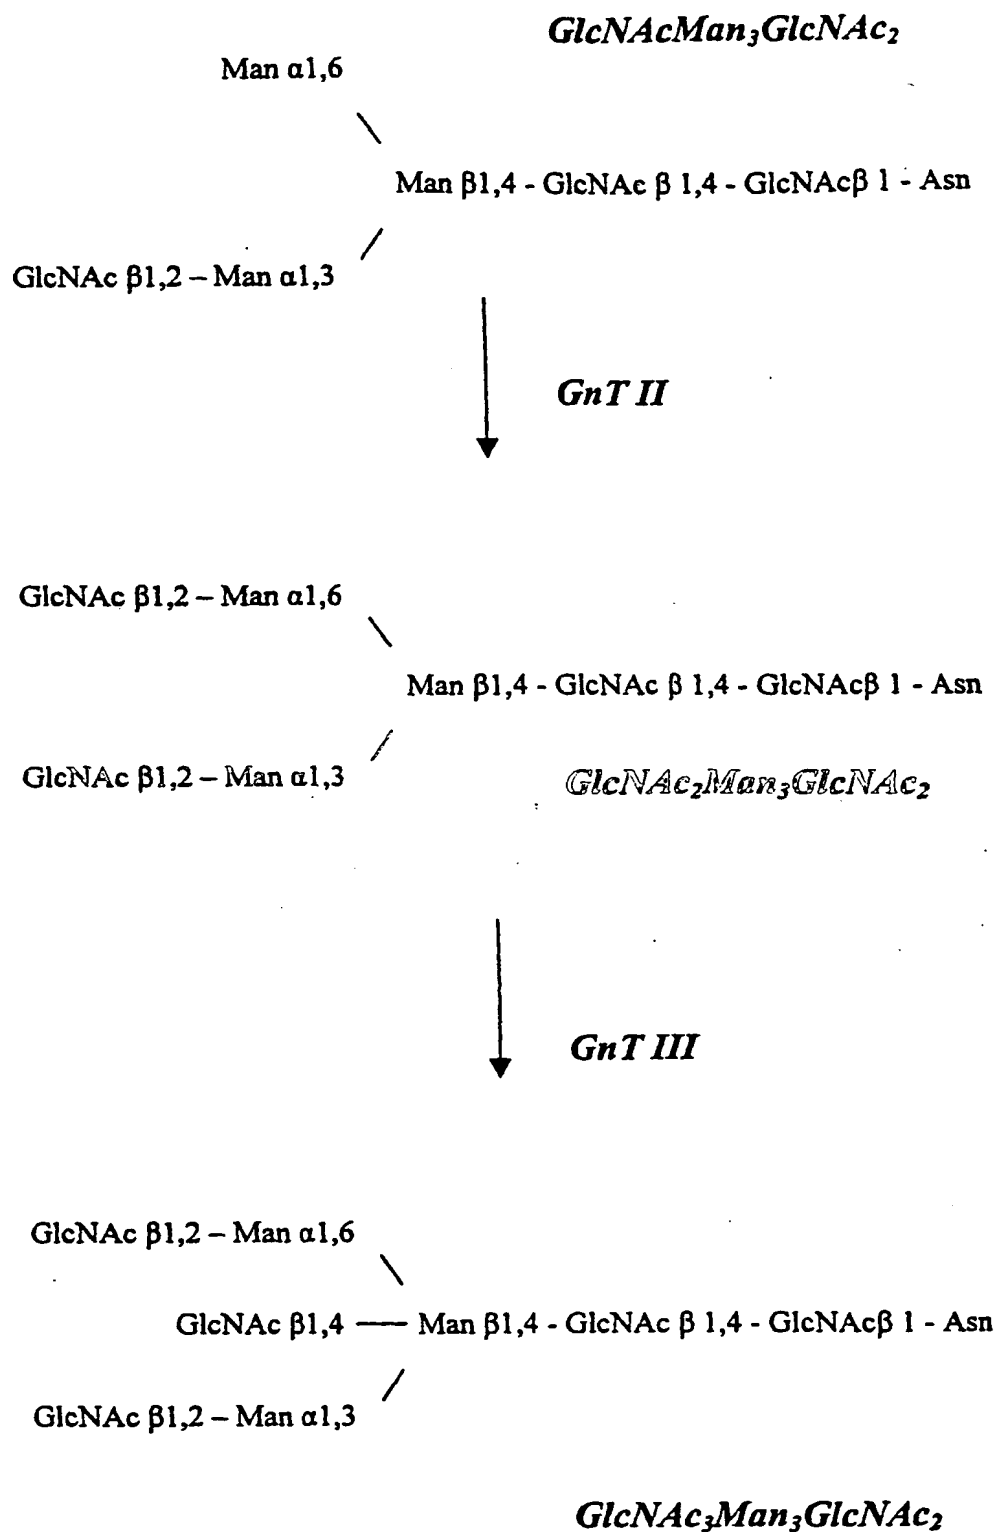 GlcNAcMan₃GlcNAc₂
Man α1,6
Man β1,4 - GlcNAc β 1,4 - GlcNAcβ 1 - Asn
GlcNAc β1,2 – Man α1,3
GnT II
GlcNAc β1,2 – Man α1,6
Man β1,4 - GlcNAc β 1,4 - GlcNAcβ 1 - Asn
GlcNAc β1,2 – Man α1,3
GlcNAc₂Man₃GlcNAc₂
GnT III
GlcNAc β1,2 – Man α1,6
GlcNAc β1,4 — Man β1,4 - GlcNAc β 1,4 - GlcNAcβ 1 - Asn
GlcNAc β1,2 – Man α1,3
GlcNAc₃Man₃GlcNAc₂